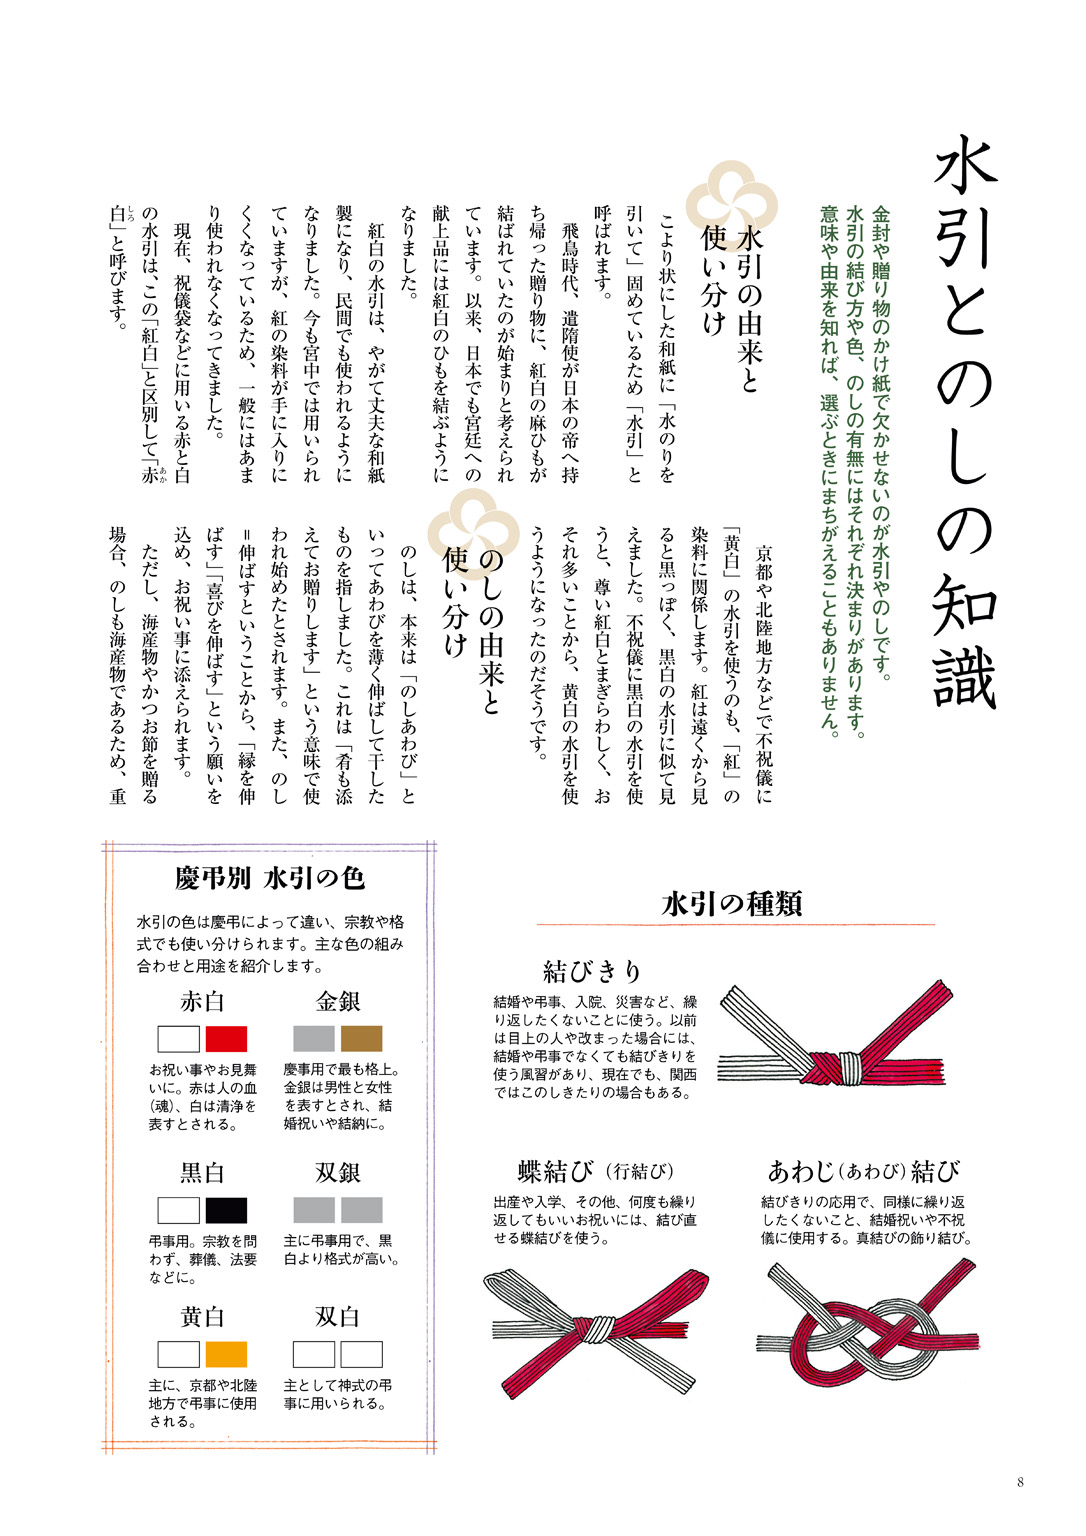 水引とのしの知識
金封や贈り物のかけ紙で欠かせないのが水引やのしです。
水引の結び方や色、のしの有無にはそれぞれ決まりがあります。
意味や由来を知れば、選ぶときにまちがえることもありません。
水引の由来と
使い分け
こより状にした和紙に「水のりを
引いて」固めているため「水引」と
呼ばれます。
飛鳥時代、遣隋使が日本の帝へ持
ち帰った贈り物に、紅白の麻ひもが
結ばれていたのが始まりと考えられ
ています。以来、日本でも宮廷への
献上品には紅白のひもを結ぶように
なりました。
紅白の水引は、やがて丈夫な和紙
製になり、民間でも使われるように
なりました。今も宮中では用いられ
ていますが、紅の染料が手に入りに
くくなっているため、一般にはあま
り使われなくなってきました。
現在、祝儀袋などに用いる赤と白
の水引は、この「紅白」と区別して「赤
あか
白」と呼びます。
しろ
京都や北陸地方などで不祝儀に
「黄白」の水引を使うのも、「紅」の
染料に関係します。紅は遠くから見
ると黒っぽく、黒白の水引に似て見
えました。不祝儀に黒白の水引を使
うと、尊い紅白とまぎらわしく、お
それ多いことから、黄白の水引を使
うようになったのだそうです。
のしの由来と
使い分け
のしは、本来は「のしあわび」と
いってあわびを薄く伸ばして干した
ものを指しました。これは「肴も添
えてお贈りします」という意味で使
われ始めたとされます。また、のし
＝伸ばすということから、「縁を伸
ばす」「喜びを伸ばす」という願いを
込め、お祝い事に添えられます。
ただし、海産物やかつお節を贈る
場合、のしも海産物であるため、重
水引の種類
結びきり
結婚や弔事、入院、災害など、繰
り返したくないことに使う。以前
は目上の人や改まった場合には、
結婚や弔事でなくても結びきりを
使う風習があり、現在でも、関西
ではこのしきたりの場合もある。
蝶結び（行結び）
出産や入学、その他、何度も繰り
返してもいいお祝いには、結び直
せる蝶結びを使う。
あわじ（あわび）結び
結びきりの応用で、同様に繰り返
したくないこと、結婚祝いや不祝
儀に使用する。真結びの飾り結び。
慶弔別 水引の色
水引の色は慶弔によって違い、宗教や格
式でも使い分けられます。主な色の組み
合わせと用途を紹介します。
赤白
お祝い事やお見舞
いに。赤は人の血
（魂）、白は清浄を
表すとされる。
金銀
慶事用で最も格上。
金銀は男性と女性
を表すとされ、結
婚祝いや結納に。
黒白
弔事用。宗教を問
わず、葬儀、法要
などに。
双銀
主に弔事用で、黒
白より格式が高い。
黄白
主に、京都や北陸
地方で弔事に使用
される。
双白
主として神式の弔
事に用いられる。
8